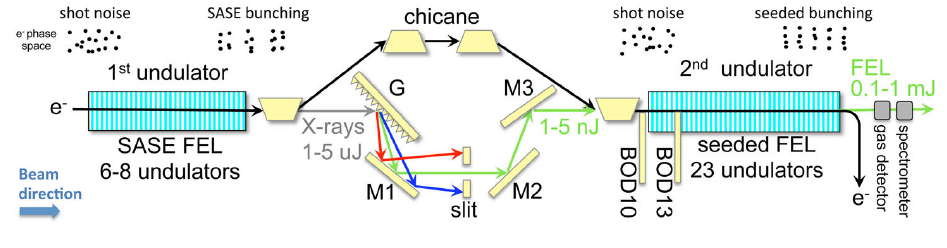 shot noise
SASE bunching
chicane
shot noise
seeded bunching
e- phase
space
1st undulator
G
M3
2nd undulator
FEL
0.1-1 mJ
e-
X-rays
1-5 uJ
1-5 nJ
SASE FEL
6-8 undulators
M1
M2
slit
BOD10
BOD13
seeded FEL
23 undulators
e-
gas detector
spectrometer
Beam
direction